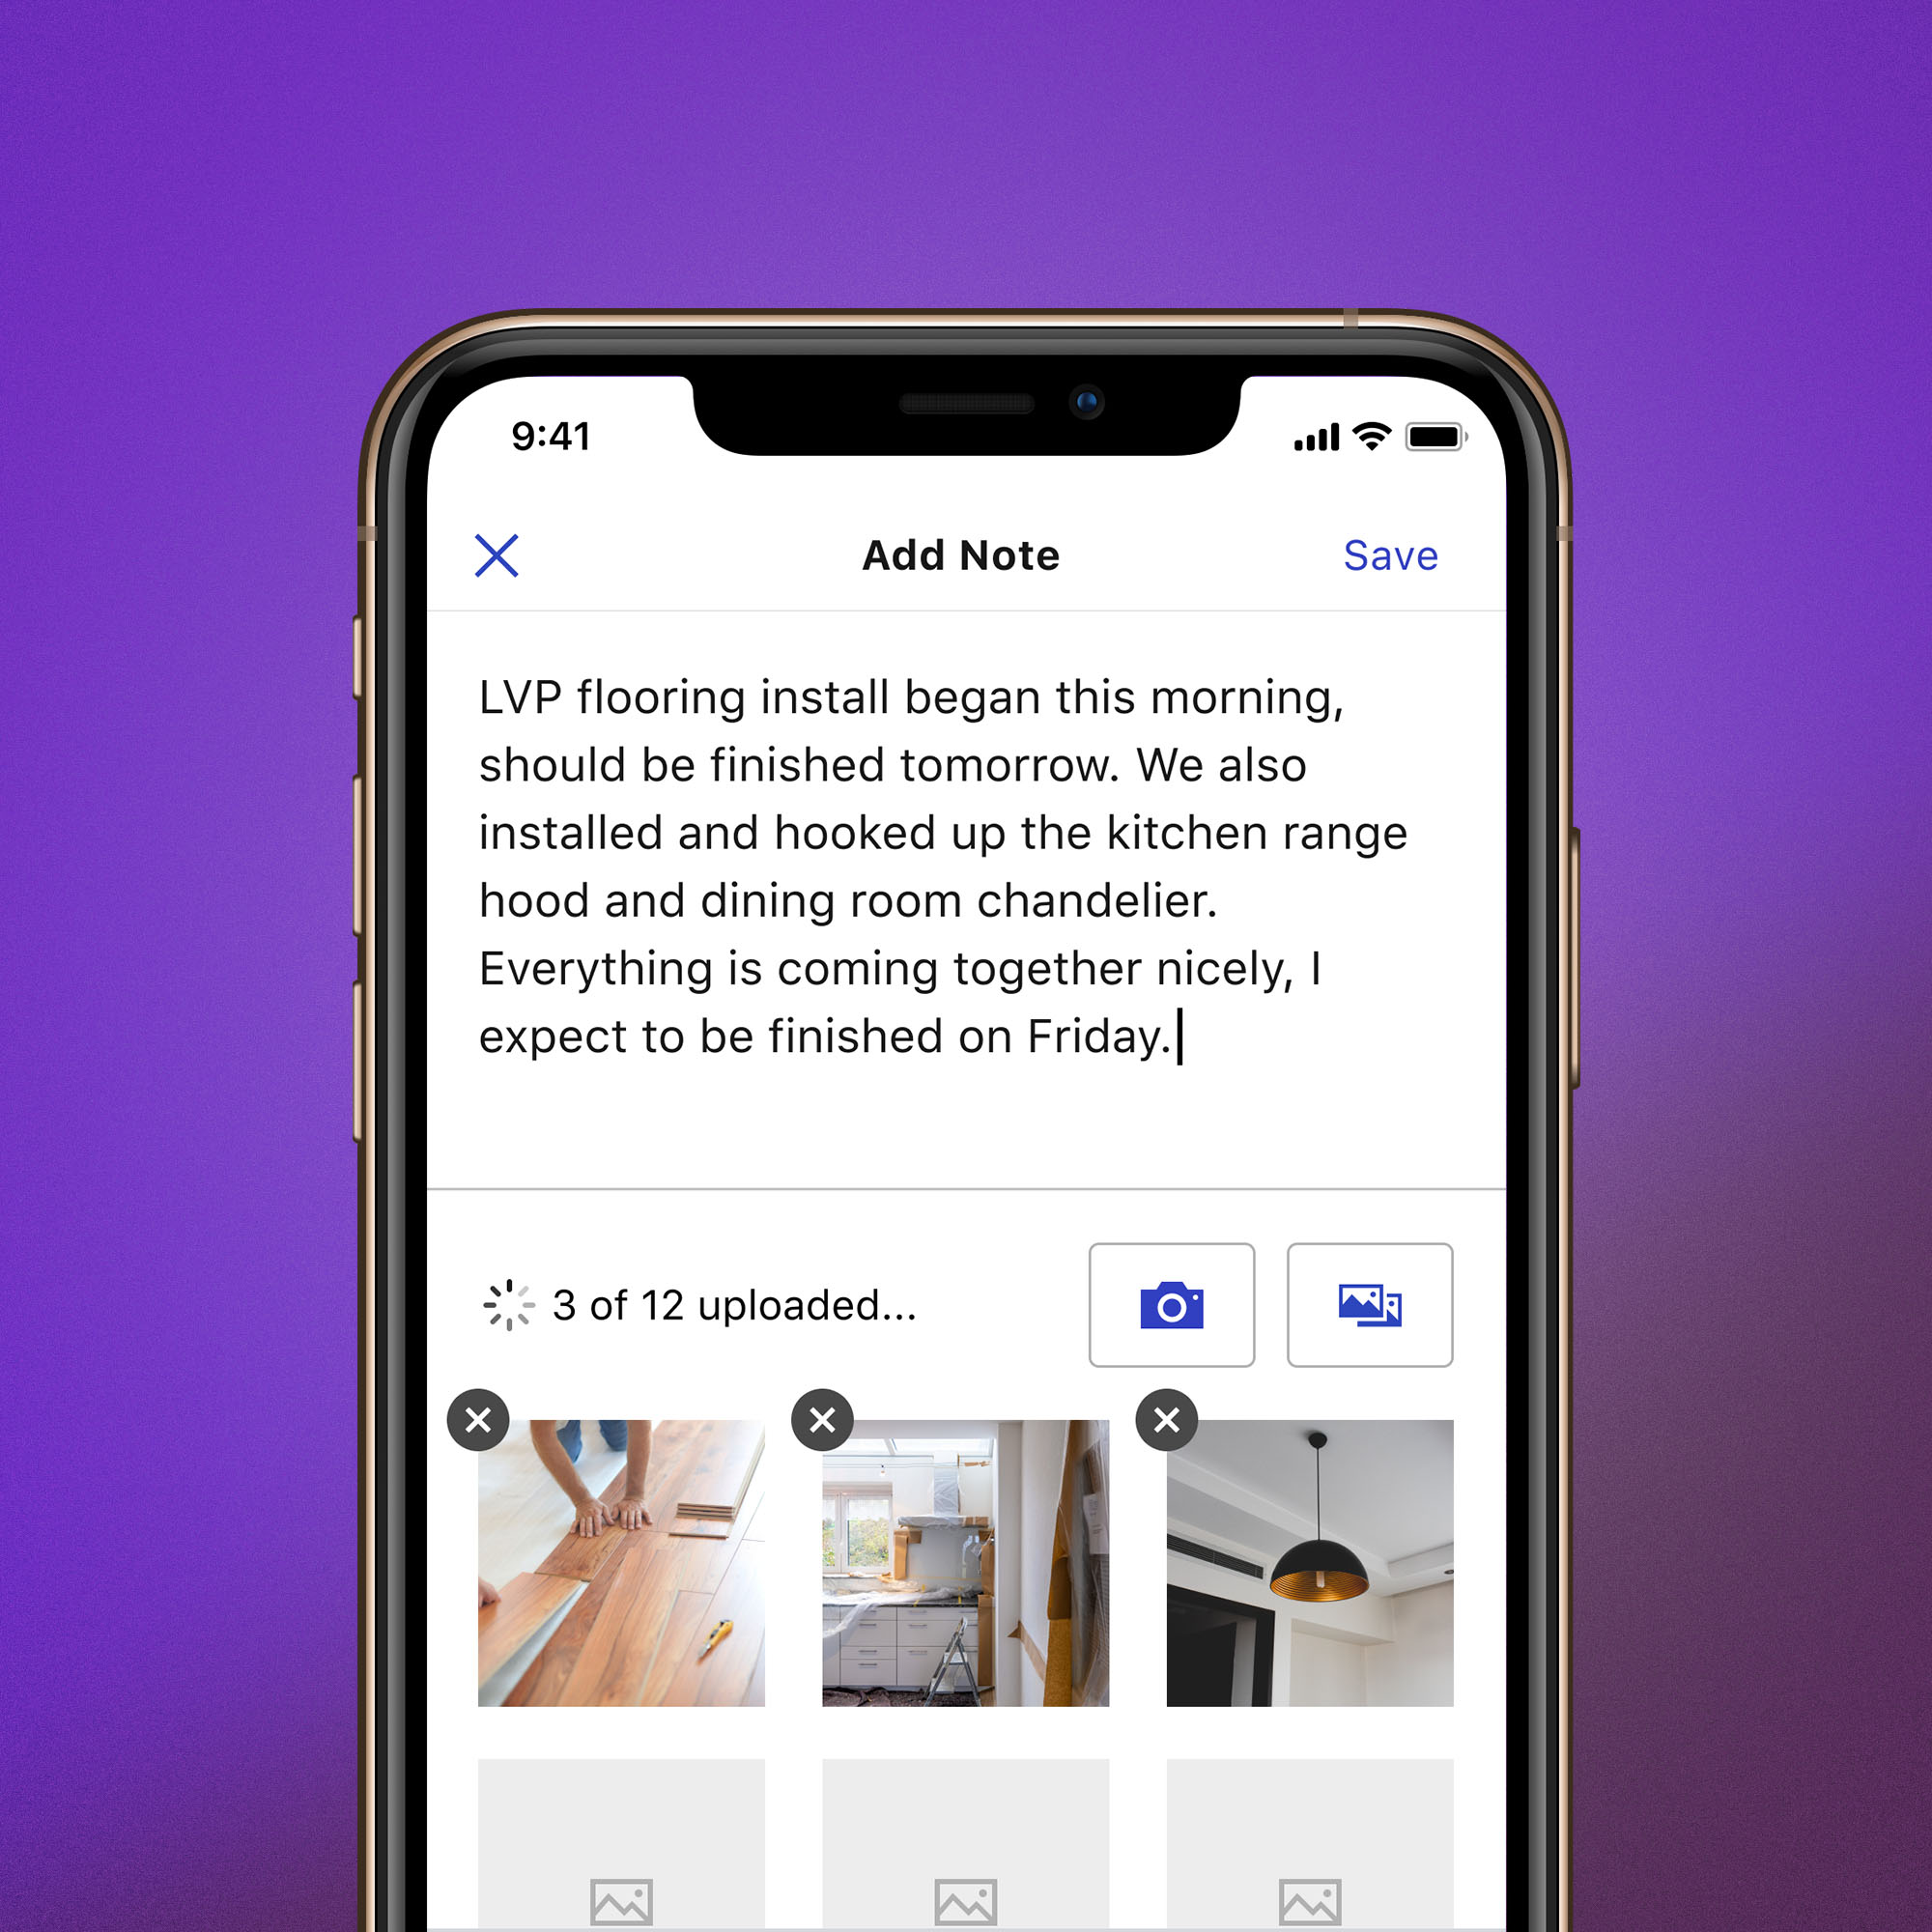 9:41
Add Note
Save
LVP flooring install began this morning,
should be finished tomorrow. We also
installed and hooked up the kitchen range
hood and dining room chandelier.
Everything is coming together nicely, I
expect to be finished on Friday.
3 of 12 uploaded...